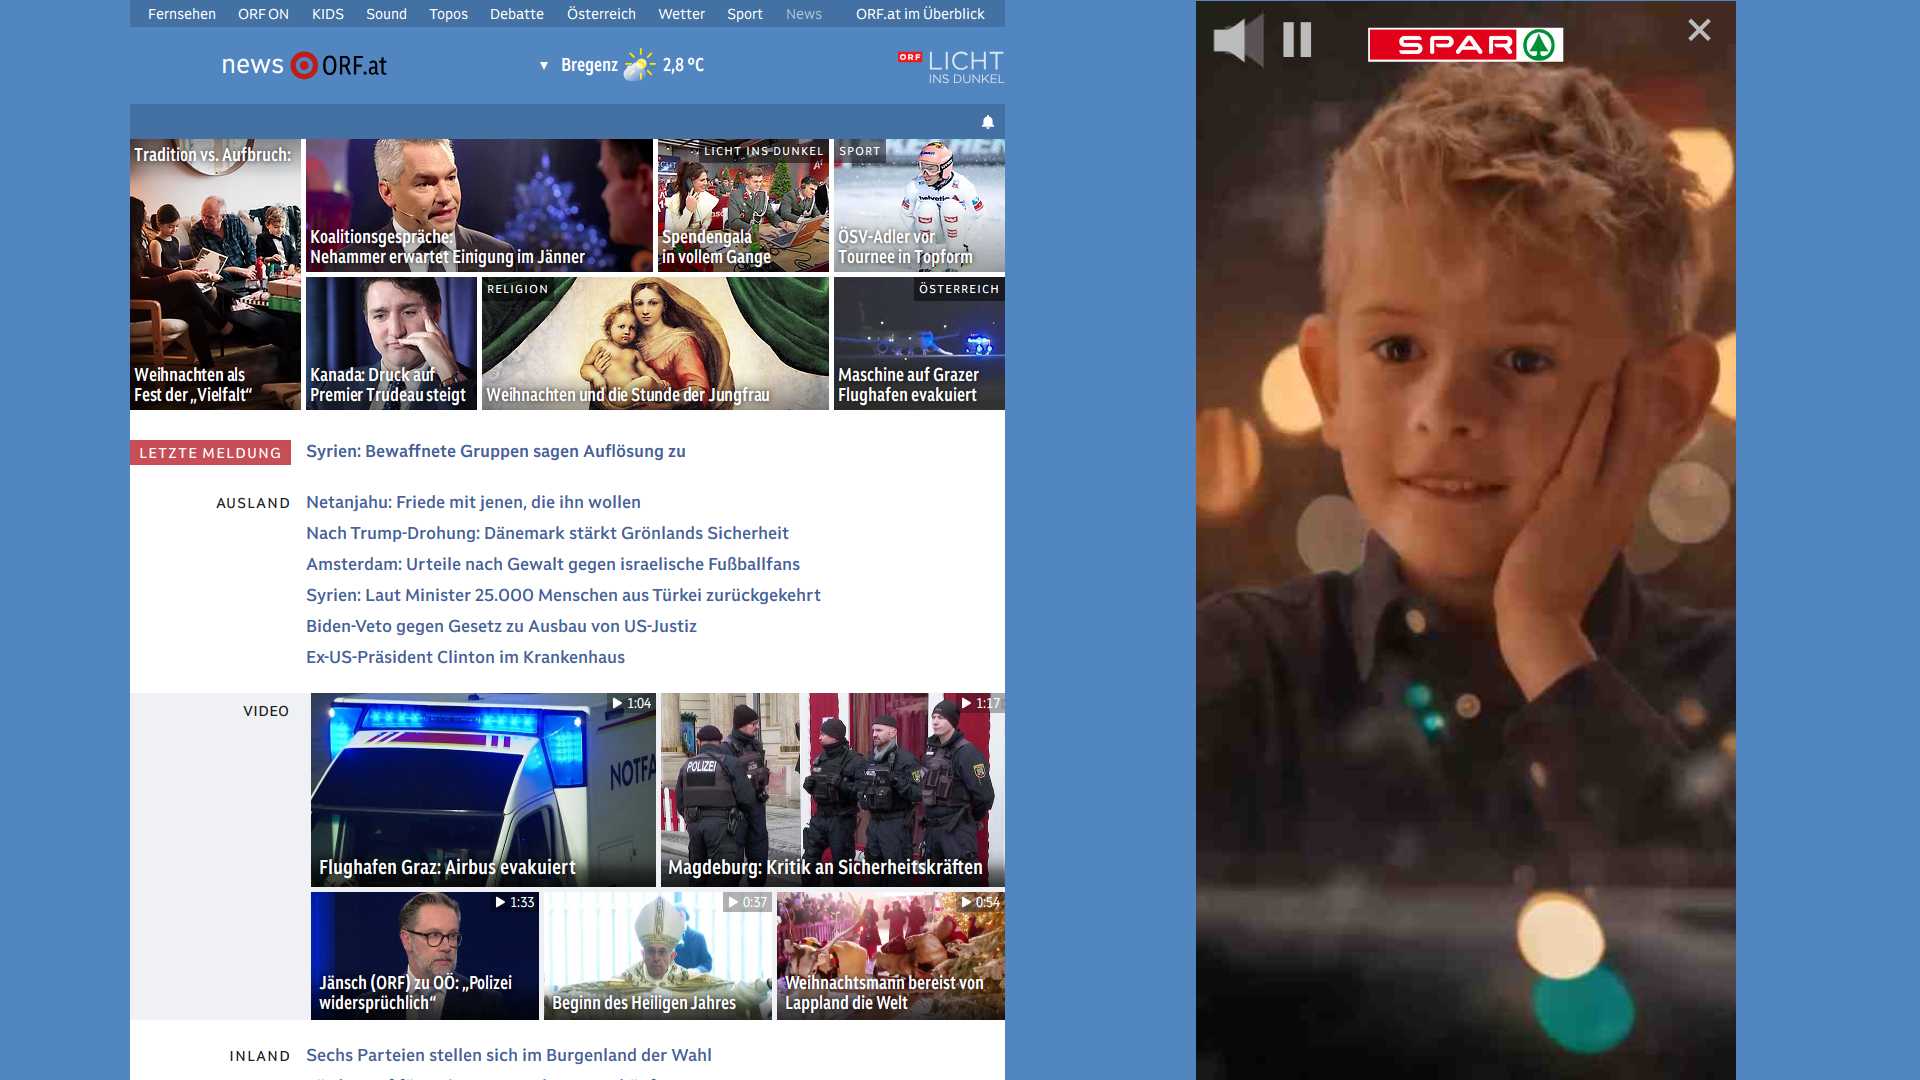 Fernsehen ORF ON KIDS Sound Topos Debatte Österreich Wetter Sport News ORF.at im Überblick
news ORF.at
Bregenz 2,8 °C
ORF LICHT
INS DUNKEL
Tradition vs. Aufbruch:
Weihnachten als
Fest der „Vielfalt“
Koalitionsgespräche:
Nehammer erwartet Einigung im Jänner
LICHT INS DUNKEL
Spendengala
in vollem Gange
SPORT
helvetia
ÖSV-Adler vor
Tournee in Topform
Kanada: Druck auf
Premier Trudeau steigt
RELIGION
Weihnachten und die Stunde der Jungfrau
ÖSTERREICH
Maschine auf Grazer
Flughafen evakuiert
LETZTE MELDUNG
Syrien: Bewaffnete Gruppen sagen Auflösung zu
AUSLAND
Netanjahu: Friede mit jenen, die ihn wollen
Nach Trump-Drohung: Dänemark stärkt Grönlands Sicherheit
Amsterdam: Urteile nach Gewalt gegen israelische Fußballfans
Syrien: Laut Minister 25.000 Menschen aus Türkei zurückgekehrt
Biden-Veto gegen Gesetz zu Ausbau von US-Justiz
Ex-US-Präsident Clinton im Krankenhaus
VIDEO
1:04
NOTFA
Flughafen Graz: Airbus evakuiert
1:17
POLIZEI
Magdeburg: Kritik an Sicherheitskräften
1:33
Jänsch (ORF) zu OÖ: „Polizei
widersprüchlich“
0:37
Beginn des Heiligen Jahres
0:54
Weihnachtsmann bereist von
Lappland die Welt
INLAND
Sechs Parteien stellen sich im Burgenland der Wahl
SPAR